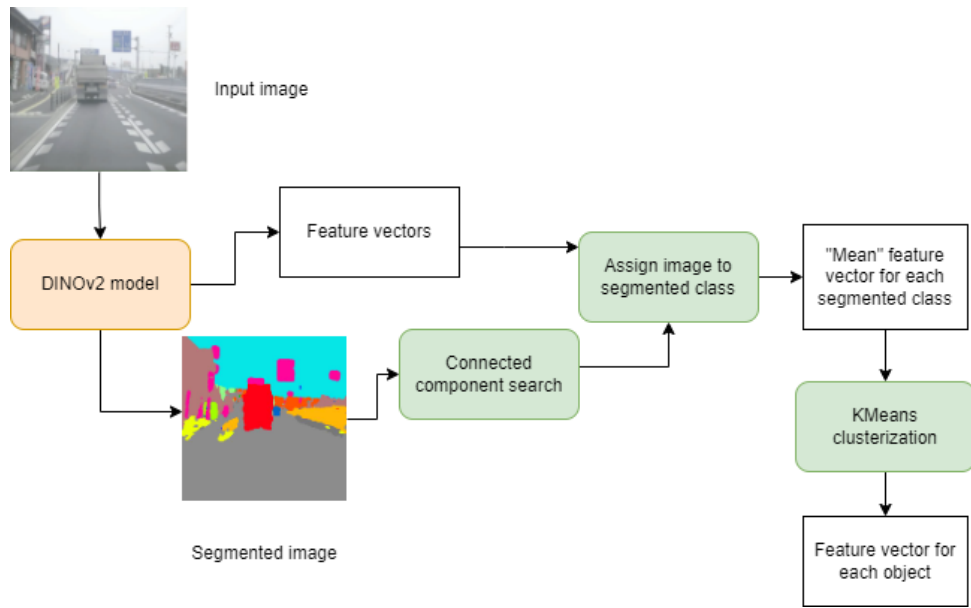 Input image
DINOv2 model
Feature vectors
Assign image to
segmented class
"Mean" feature
vector for each
segmented class
Connected
component search
KMeans
clusterization
Segmented image
Feature vector for
each object